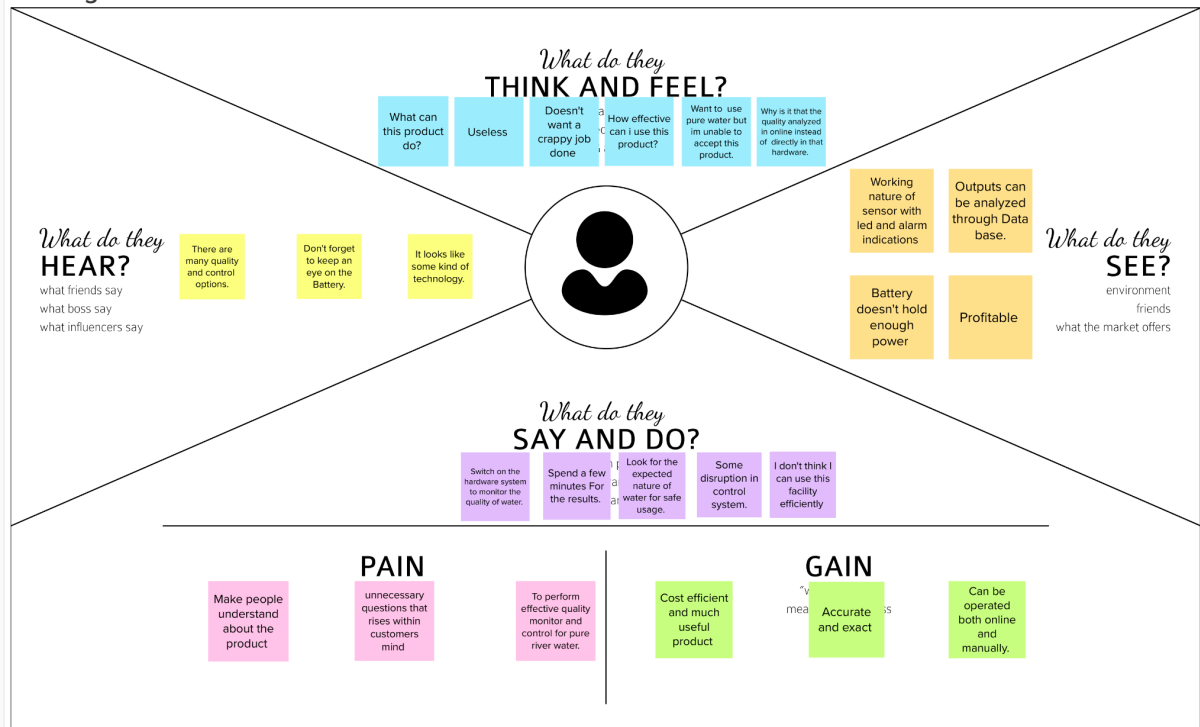 What do they
THINK AND FEEL?
What can
this product
do?
Useless
Doesn't
want a
crappy job
done
How effective
can i use this
product?
Want to use
pure water but
im unable to
accept this
product.
Why is it that the
quality analyzed
in online instead
of directly in that
hardware.
What do they
HEAR?
what friends say
what boss say
what influencers say
There are
many quality
and control
options.
Don't forget
to keep an
eye on the
Battery.
It looks like
some kind of
technology.
Working
nature of
sensor with
led and alarm
indications
Outputs can
be analyzed
through Data
base.
Battery
doesn't hold
enough
power
Profitable
What do they
SEE?
environment
friends
what the market offers
What do they
SAY AND DO?
Switch on the
hardware system
to monitor the
quality of water.
Spend a few
minutes For
the results.
Look for the
expected
nature of
water for safe
usage.
Some
disruption in
control
system.
I don't think I
can use this
facility
efficiently
PAIN
Make people
understand
about the
product
unnecessary
questions that
rises within
customers
mind
To perform
effective quality
monitor and
control for pure
river water.
GAIN
Cost efficient
and much
useful
product
Accurate
and exact
Can be
operated
both online
and
manually.